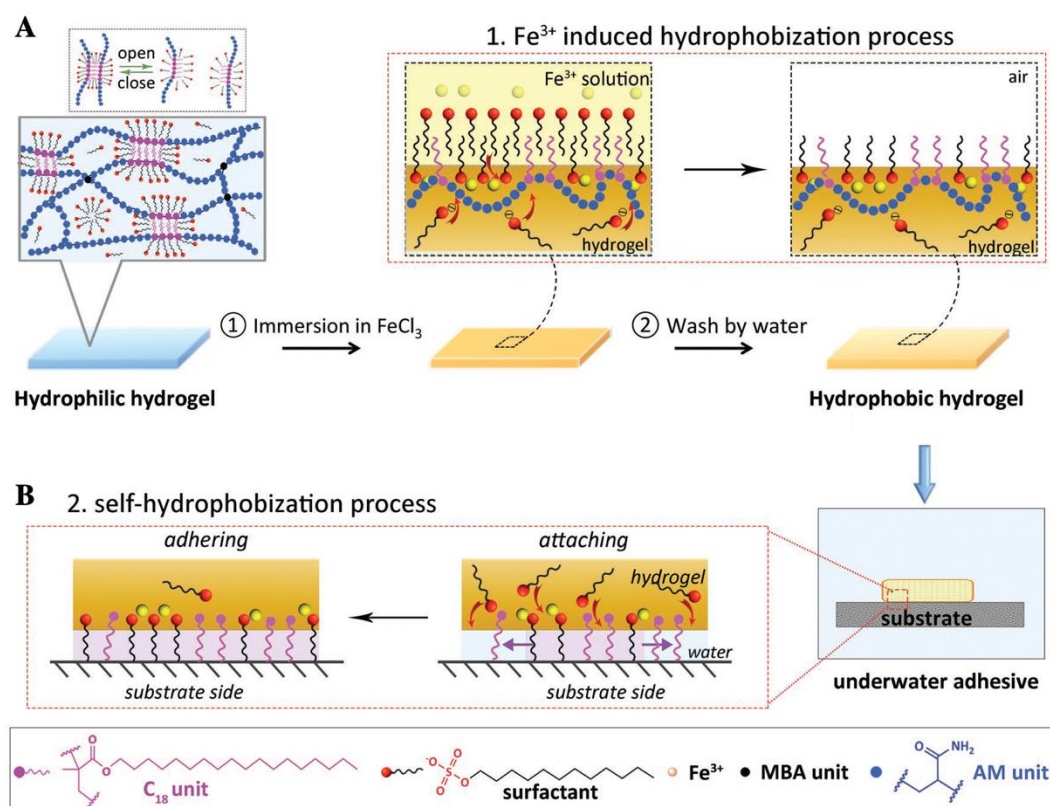 A
open
close
1. Fe³⁺ induced hydrophobization process
Fe³⁺ solution
hydrogel
air
hydrogel
① Immersion in FeCl₃
② Wash by water
Hydrophilic hydrogel
Hydrophobic hydrogel
B
2. self-hydrophobization process
adhering
attaching
hydrogel
water
substrate side
substrate side
substrate
underwater adhesive
O
O
C₁₈ unit
⁻O
O
S
O
O
surfactant
Fe³⁺
MBA unit
O
NH₂
AM unit